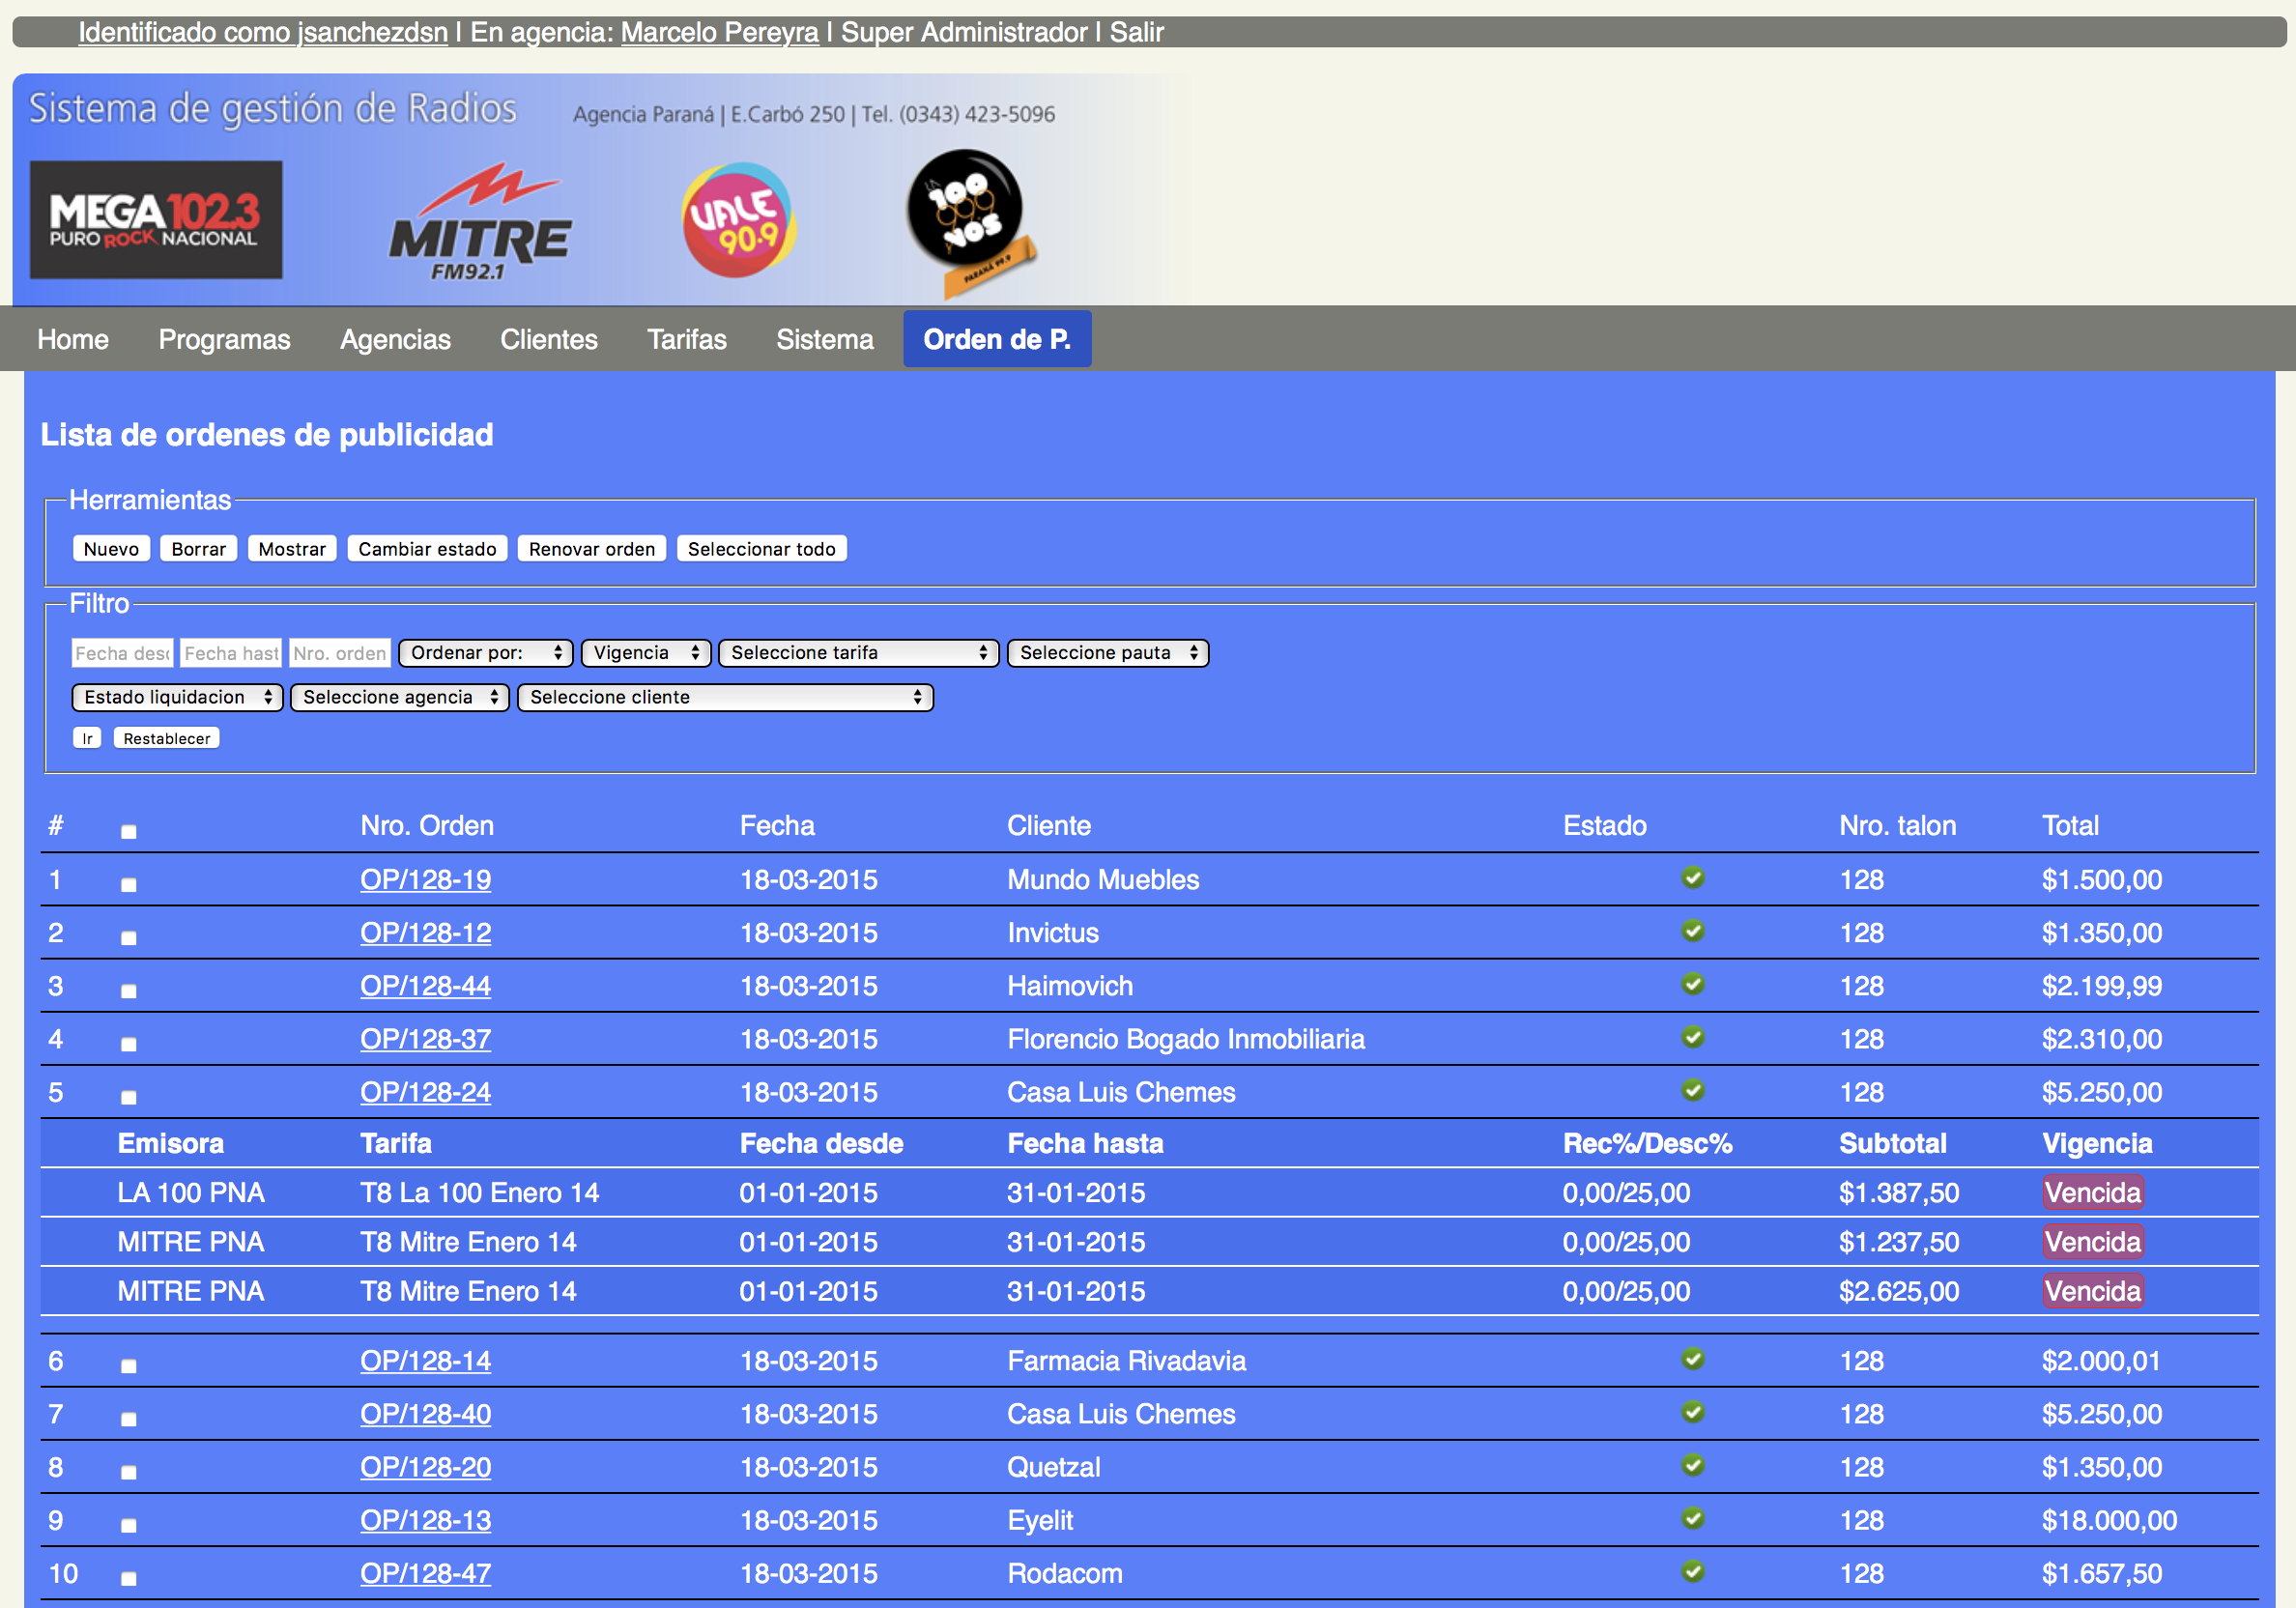 Identificado como jsanchezdsn | En agencia: Marcelo Pereyra | Super Administrador | Salir
Sistema de gestión de Radios
Agencia Paraná | E.Carbó 250 | Tel. (0343) 423-5096
MEGA 102.3
PURO ROCK NACIONAL
MITRE
FM92.1
VALE
90.9
LA
100
999
VOS
PARANÁ 99.9
Home Programas Agencias Clientes Tarifas Sistema Orden de P.
Lista de ordenes de publicidad
Herramientas
Nuevo Borrar Mostrar Cambiar estado Renovar orden Seleccionar todo
Filtro
Fecha desd Fecha hast Nro. orden Ordenar por: Vigencia Seleccione tarifa Seleccione pauta
Estado liquidacion Seleccione agencia Seleccione cliente
Ir Restablecer
# Nro. Orden Fecha Cliente Estado Nro. talon Total
1 OP/128-19 18-03-2015 Mundo Muebles 128 $1.500,00
2 OP/128-12 18-03-2015 Invictus 128 $1.350,00
3 OP/128-44 18-03-2015 Haimovich 128 $2.199,99
4 OP/128-37 18-03-2015 Florencio Bogado Inmobiliaria 128 $2.310,00
5 OP/128-24 18-03-2015 Casa Luis Chemes 128 $5.250,00
Emisora Tarifa Fecha desde Fecha hasta Rec%/Desc% Subtotal Vigencia
LA 100 PNA T8 La 100 Enero 14 01-01-2015 31-01-2015 0,00/25,00 $1.387,50 Vencida
MITRE PNA T8 Mitre Enero 14 01-01-2015 31-01-2015 0,00/25,00 $1.237,50 Vencida
MITRE PNA T8 Mitre Enero 14 01-01-2015 31-01-2015 0,00/25,00 $2.625,00 Vencida
6 OP/128-14 18-03-2015 Farmacia Rivadavia 128 $2.000,01
7 OP/128-40 18-03-2015 Casa Luis Chemes 128 $5.250,00
8 OP/128-20 18-03-2015 Quetzal 128 $1.350,00
9 OP/128-13 18-03-2015 Eyelit 128 $18.000,00
10 OP/128-47 18-03-2015 Rodacom 128 $1.657,50